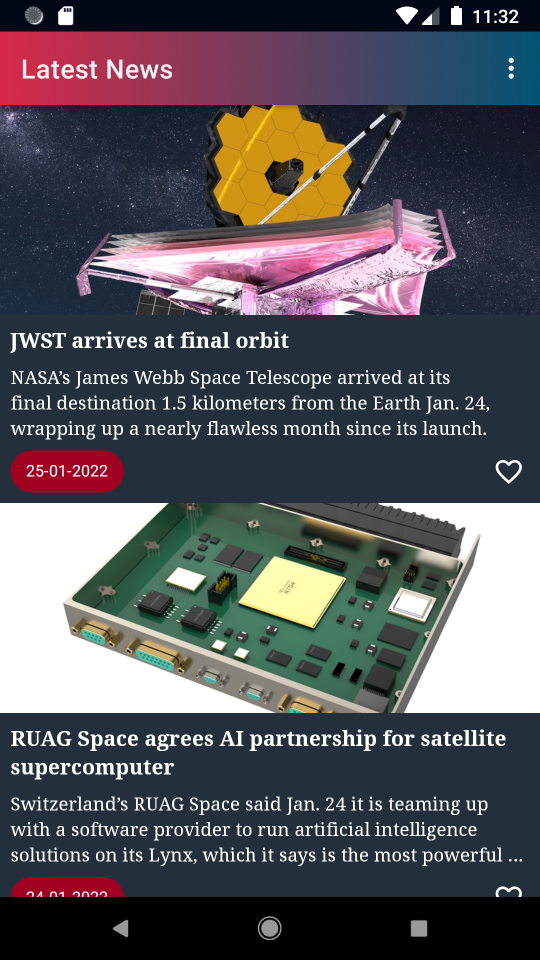 11:32
Latest News
JWST arrives at final orbit
NASA’s James Webb Space Telescope arrived at its
final destination 1.5 kilometers from the Earth Jan. 24,
wrapping up a nearly flawless month since its launch.
25-01-2022
RUAG Space agrees AI partnership for satellite
supercomputer
Switzerland’s RUAG Space said Jan. 24 it is teaming up
with a software provider to run artificial intelligence
solutions on its Lynx, which it says is the most powerful ...
24-01-2022